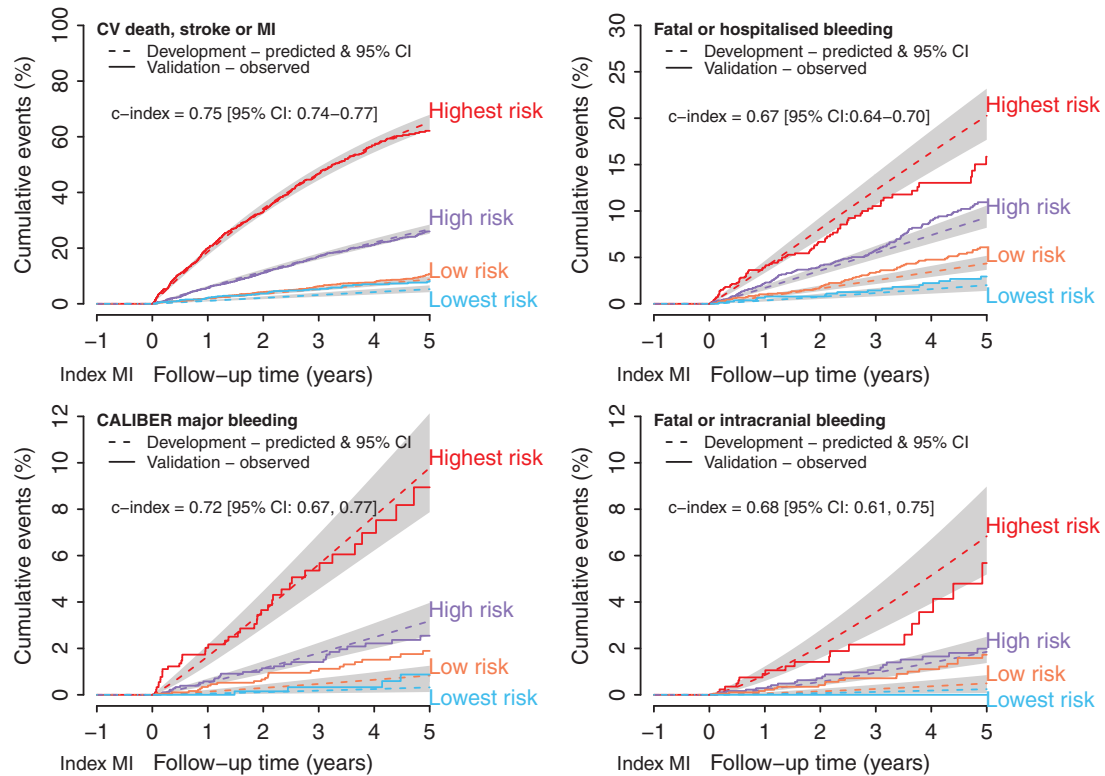 CV death, stroke or MI
Development − predicted & 95% CI
Validation − observed
c−index = 0.75 [95% CI: 0.74−0.77]
Highest risk
High risk
Low risk
Lowest risk
Cumulative events (%)
0 20 40 60 80 100
−1 0 1 2 3 4 5
Index MI Follow−up time (years)
Fatal or hospitalised bleeding
Development − predicted & 95% CI
Validation − observed
c−index = 0.67 [95% CI:0.64−0.70]
Highest risk
High risk
Low risk
Lowest risk
Cumulative events (%)
0 5 10 15 20 25 30
−1 0 1 2 3 4 5
Index MI Follow−up time (years)
CALIBER major bleeding
Development − predicted & 95% CI
Validation − observed
c−index = 0.72 [95% CI: 0.67, 0.77]
Highest risk
High risk
Low risk
Lowest risk
Cumulative events (%)
0 2 4 6 8 10 12
−1 0 1 2 3 4 5
Index MI Follow−up time (years)
Fatal or intracranial bleeding
Development − predicted & 95% CI
Validation − observed
c−index = 0.68 [95% CI: 0.61, 0.75]
Highest risk
High risk
Low risk
Lowest risk
Cumulative events (%)
0 2 4 6 8 10 12
−1 0 1 2 3 4 5
Index MI Follow−up time (years)